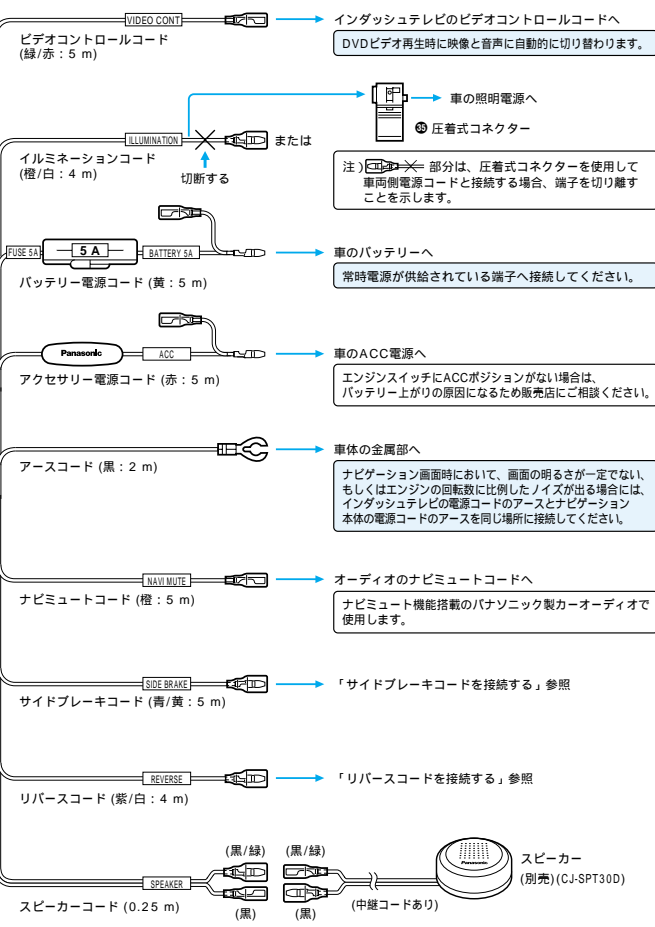 VIDEO CONT
インダッシュテレビのビデオコントロールコードへ
ビデオコントロールコード
(緑/赤：5 m)
DVDビデオ再生時に映像と音声に自動的に切り替わります。
車の照明電源へ
㉟ 圧着式コネクター
ILLUMINATION
または
イルミネーションコード
(橙/白：4 m)
切断する
注) 部分は、圧着式コネクターを使用して
車両側電源コードと接続する場合、端子を切り離す
ことを示します。
FUSE 5A
5 A
BATTERY 5A
車のバッテリーへ
バッテリー電源コード (黄：5 m)
常時電源が供給されている端子へ接続してください。
Panasonic
ACC
車のACC電源へ
アクセサリー電源コード (赤：5 m)
エンジンスイッチにACCポジションがない場合は、
バッテリー上がりの原因になるため販売店にご相談ください。
車体の金属部へ
アースコード (黒：2 m)
ナビゲーション画面時において、画面の明るさが一定でない、
もしくはエンジンの回転数に比例したノイズが出る場合には、
インダッシュテレビの電源コードのアースとナビゲーション
本体の電源コードのアースを同じ場所に接続してください。
NAVI MUTE
オーディオのナビミュートコードへ
ナビミュートコード (橙：5 m)
ナビミュート機能搭載のパナソニック製カーオーディオで
使用します。
SIDE BRAKE
「サイドブレーキコードを接続する」参照
サイドブレーキコード (青/黄：5 m)
REVERSE
「リバースコードを接続する」参照
リバースコード (紫/白：4 m)
(黒/緑)
(黒/緑)
SPEAKER
Panasonic
スピーカー
(別売)(CJ-SPT30D)
スピーカーコード (0.25 m)
(黒)
(黒)
(中継コードあり)